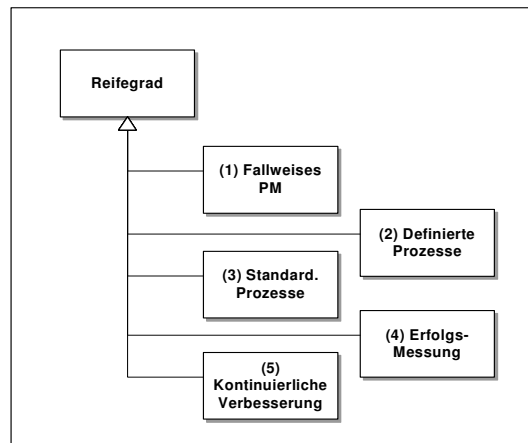 Reifegrad
(1) Fallweises
PM
(2) Definierte
Prozesse
(3) Standard.
Prozesse
(4) Erfolgs-
Messung
(5)
Kontinuierliche
Verbesserung